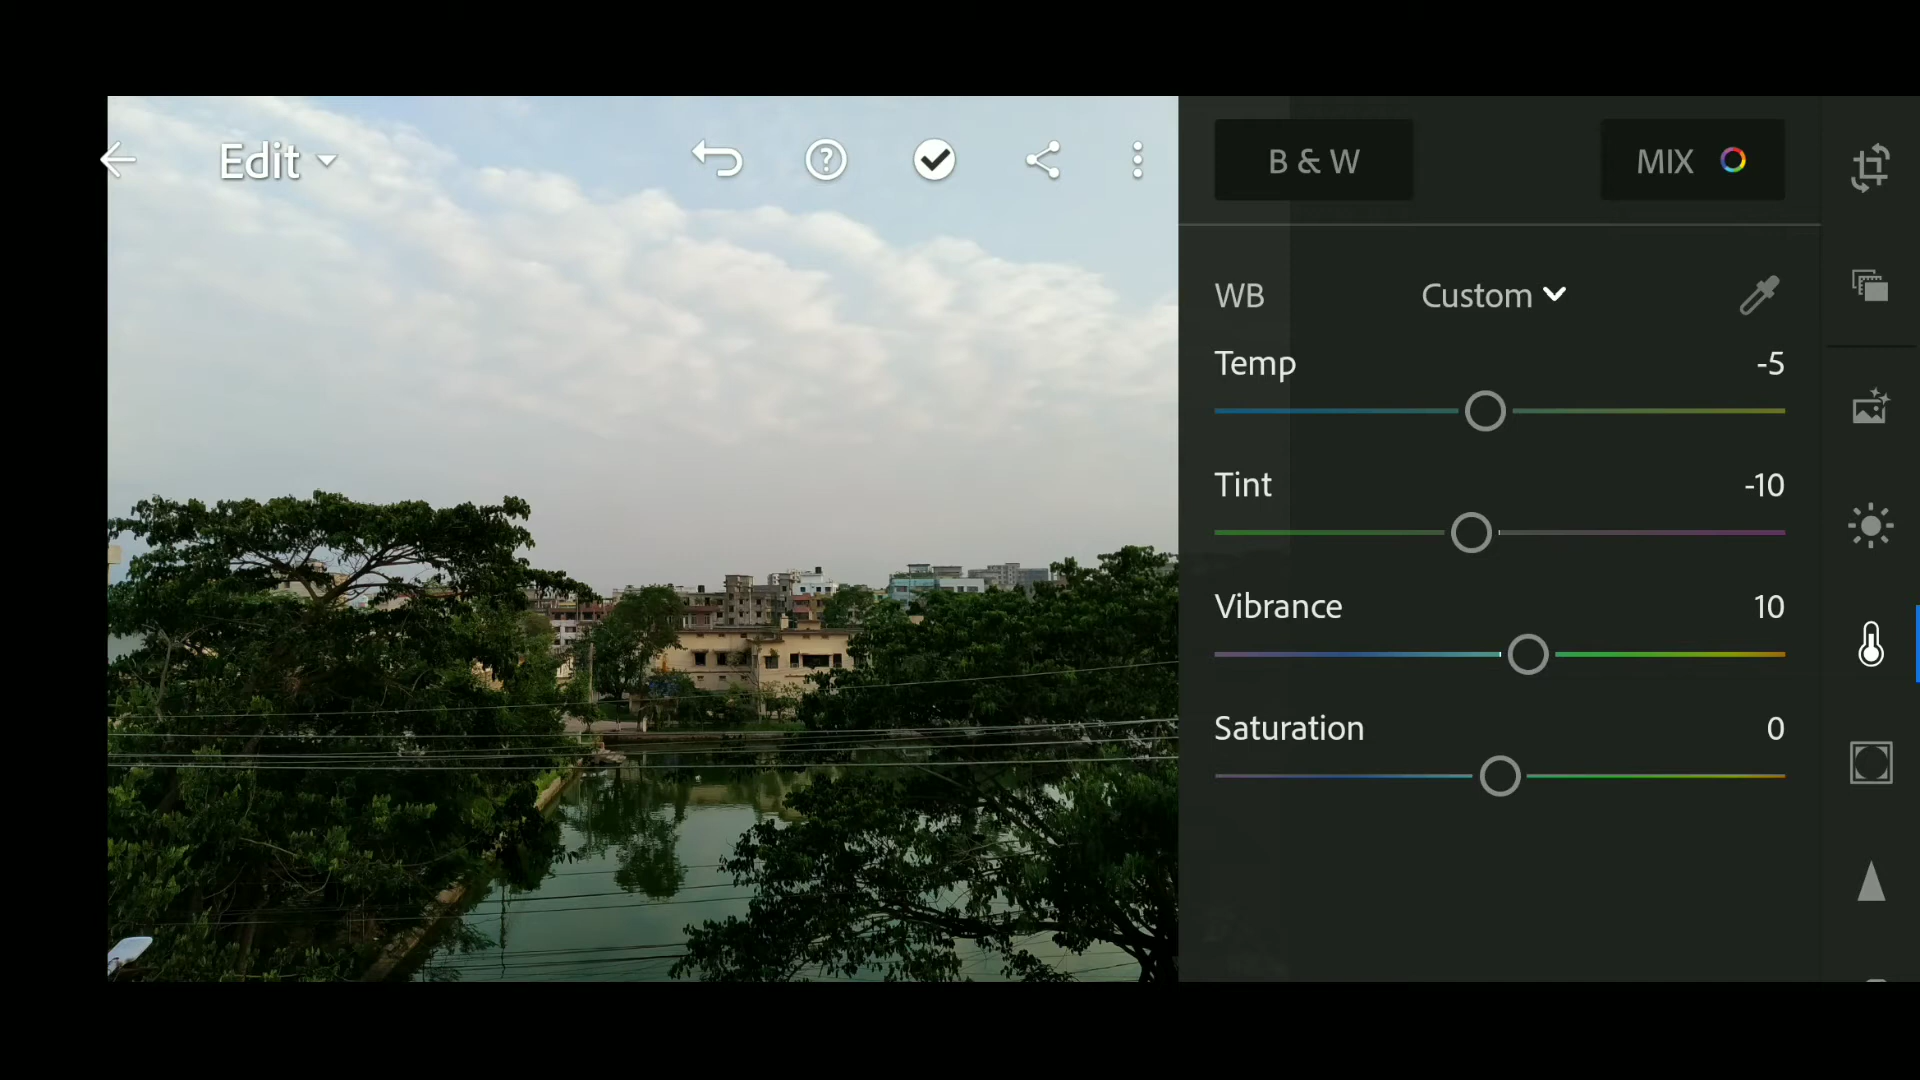 Edit
B & W
MIX
WB Custom
Temp -5
Tint -10
Vibrance 10
Saturation 0